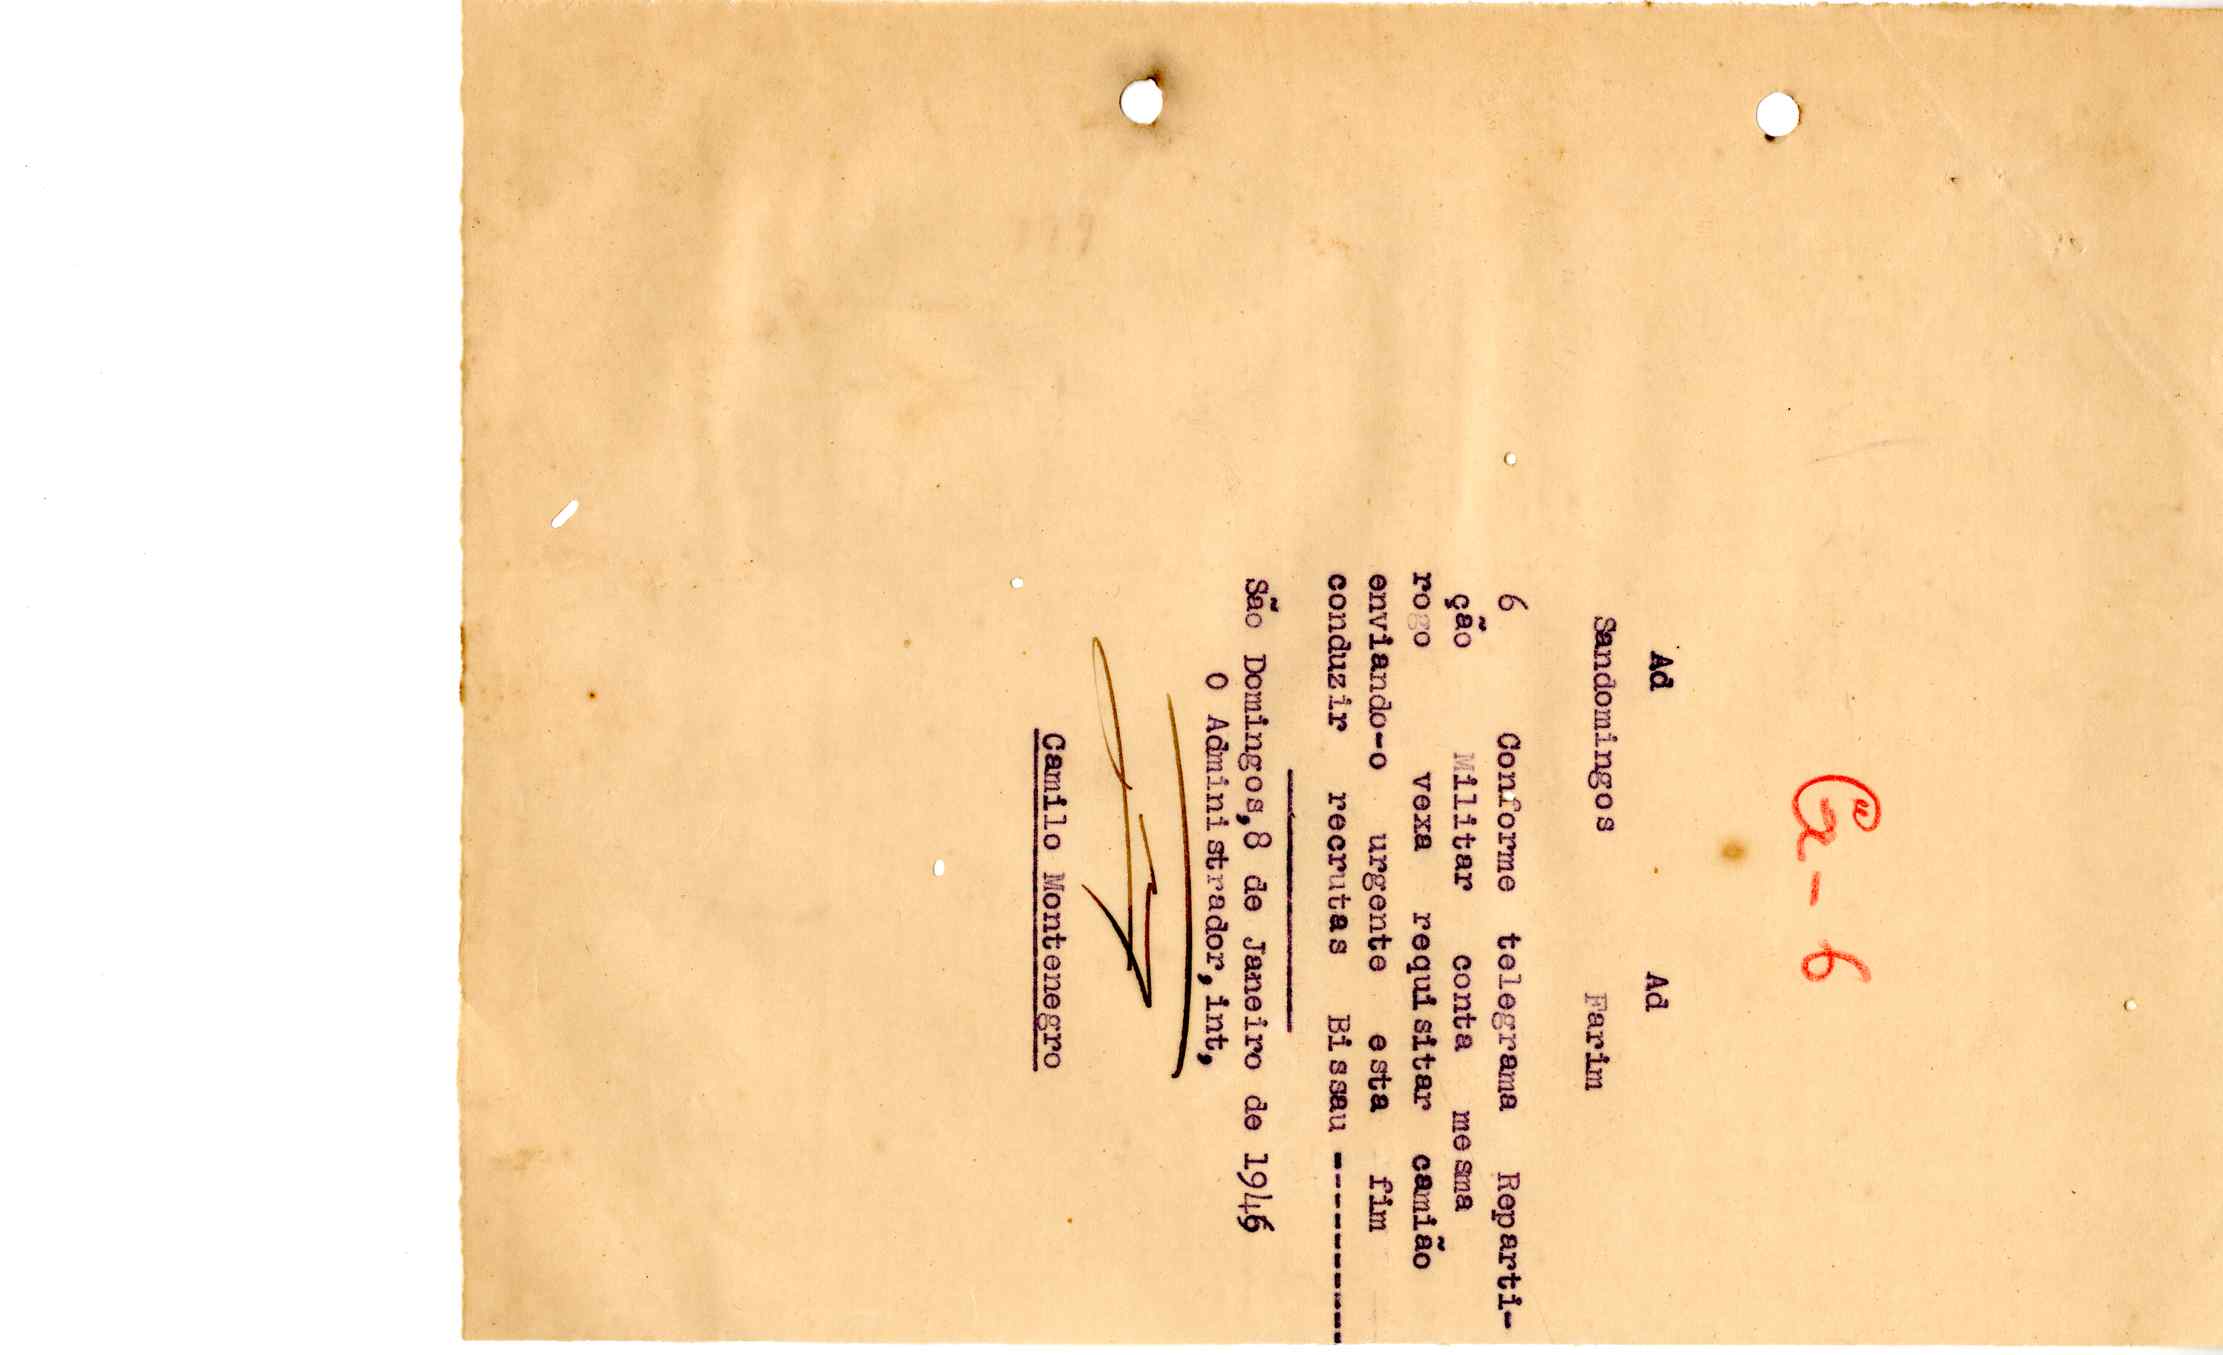 G-6
Ad Ad
Sandomingos Farim
6 Conforme telegrama Reparti-
ção Militar conta mesma
rogo vexa requisitar camião
enviando-o urgente esta fim
conduzir recrutas Bissau ----------
São Domingos,8 de Janeiro de 1946
O Administrador,int,
Camilo Montenegro